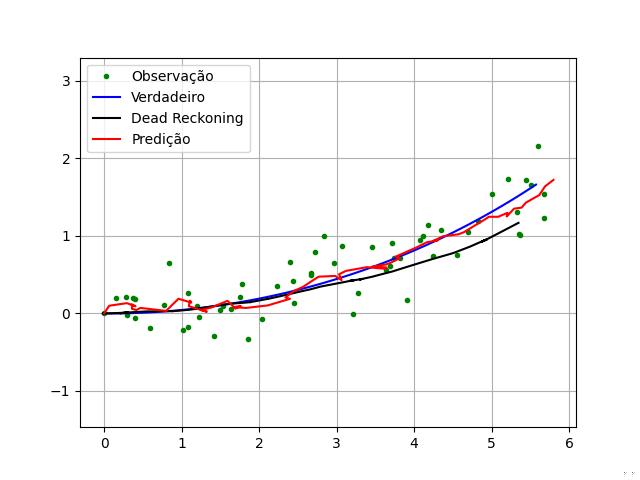 Observação
Verdadeiro
Dead Reckoning
Predição
3
2
1
0
−1
0 1 2 3 4 5 6